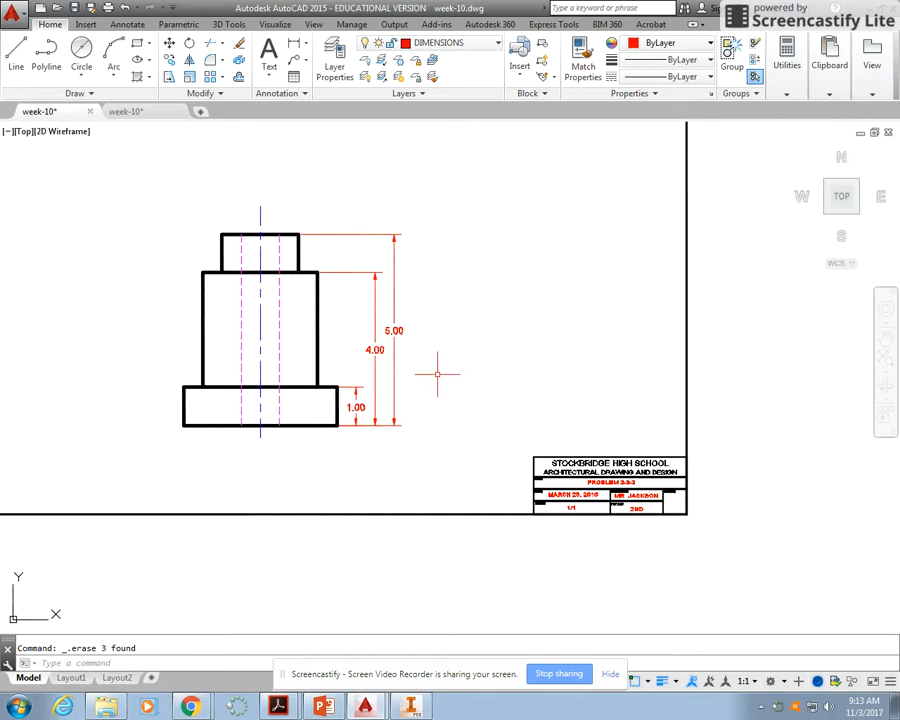 Autodesk AutoCAD 2015 - EDUCATIONAL VERSION week-10.dwg
Type a keyword or phrase
powered by
Screencastify Lite
Home Insert Annotate Parametric 3D Tools Visualize View Manage Output Add-ins Autodesk 360 Express Tools BIM 360 Acrobat
DIMENSIONS
ByLayer
ByLayer
ByLayer
Line Polyline Circle Arc
Text
Layer Properties
Insert
Match Properties
Group
Utilities
Clipboard
View
Draw Modify Annotation Layers Block Properties Groups
week-10* week-10*
[−][Top][2D Wireframe]
N
W TOP E
S
WCS
5.00
4.00
1.00
STOCKBRIDGE HIGH SCHOOL
ARCHITECTURAL DRAWING AND DESIGN
PROBLEM 2-3-2
MARCH 23, 2016 MR. JACKSON
1/1 2ND
Y
X
Command: _.erase 3 found
Type a command
Screencastify - Screen Video Recorder is sharing your screen. Stop sharing Hide
Model Layout1 Layout2
1:1
9:13 AM
11/3/2017